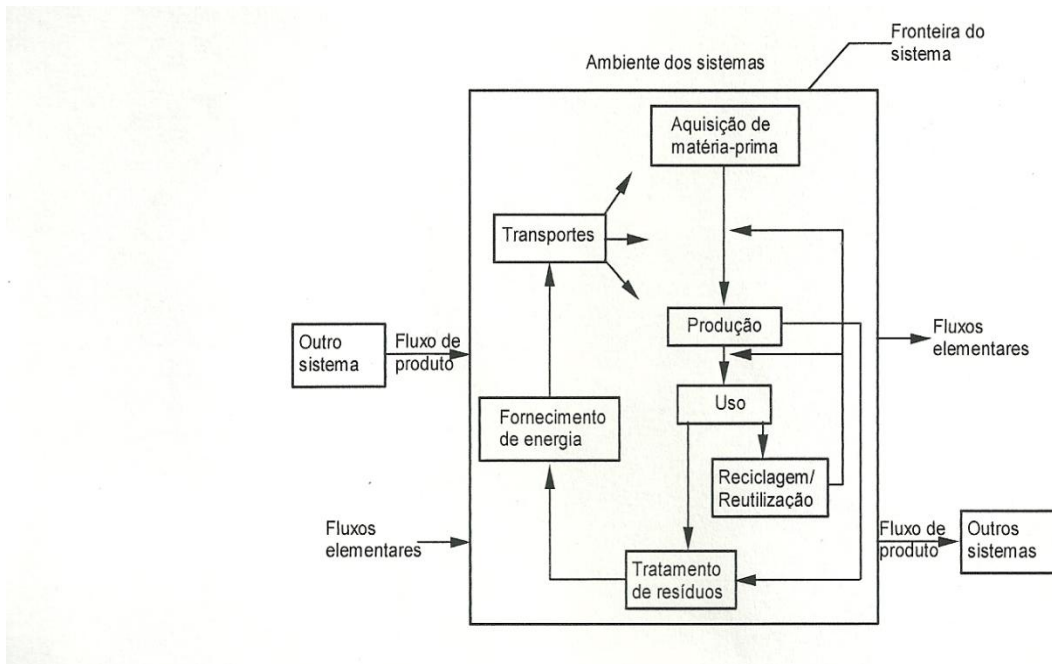 Fronteira do
sistema
Ambiente dos sistemas
Aquisição de
matéria-prima
Transportes
Produção
Outro
sistema
Fluxo de
produto
Fluxos
elementares
Uso
Fornecimento
de energia
Reciclagem/
Reutilização
Fluxos
elementares
Fluxo de
produto
Outros
sistemas
Tratamento
de resíduos